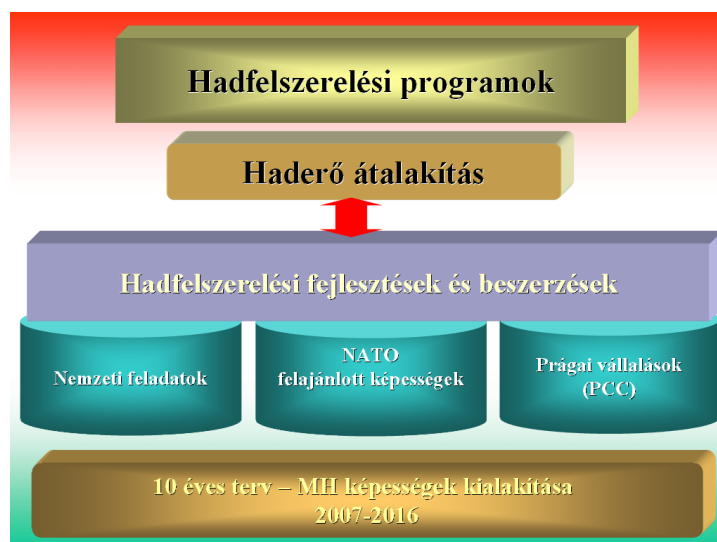 Hadfelszerelési programok
Haderő átalakítás
Hadfelszerelési fejlesztések és beszerzések
Nemzeti feladatok
NATO
felajánlott képességek
Prágai vállalások
(PCC)
10 éves terv – MH képességek kialakítása
2007-2016